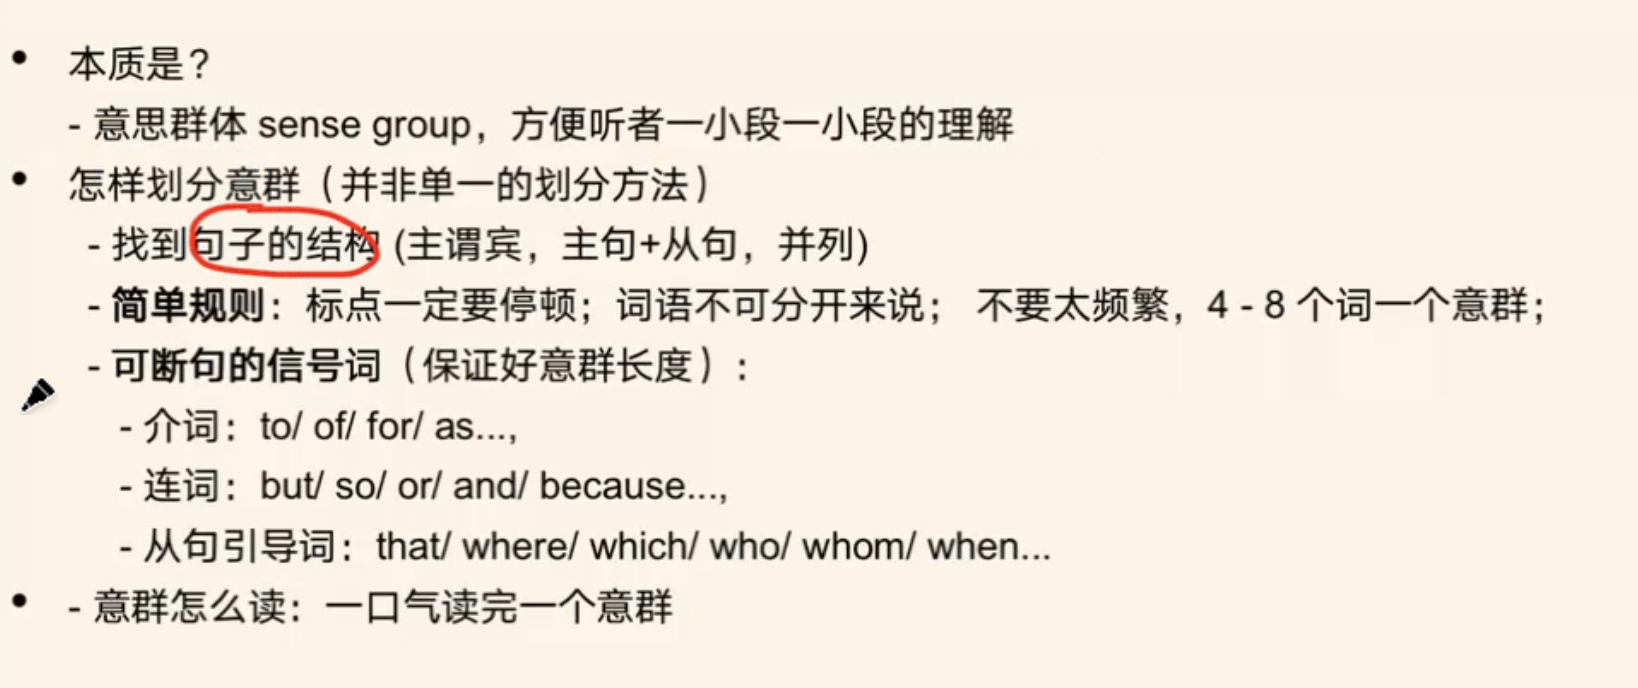 • 本质是？
- 意思群体 sense group，方便听者一小段一小段的理解
• 怎样划分意群（并非单一的划分方法）
- 找到句子的结构 (主谓宾，主句+从句，并列)
- 简单规则：标点一定要停顿；词语不可分开来说； 不要太频繁，4 - 8 个词一个意群；
- 可断句的信号词（保证好意群长度）:
- 介词：to/ of/ for/ as...,
- 连词：but/ so/ or/ and/ because...,
- 从句引导词：that/ where/ which/ who/ whom/ when...
• - 意群怎么读：一口气读完一个意群